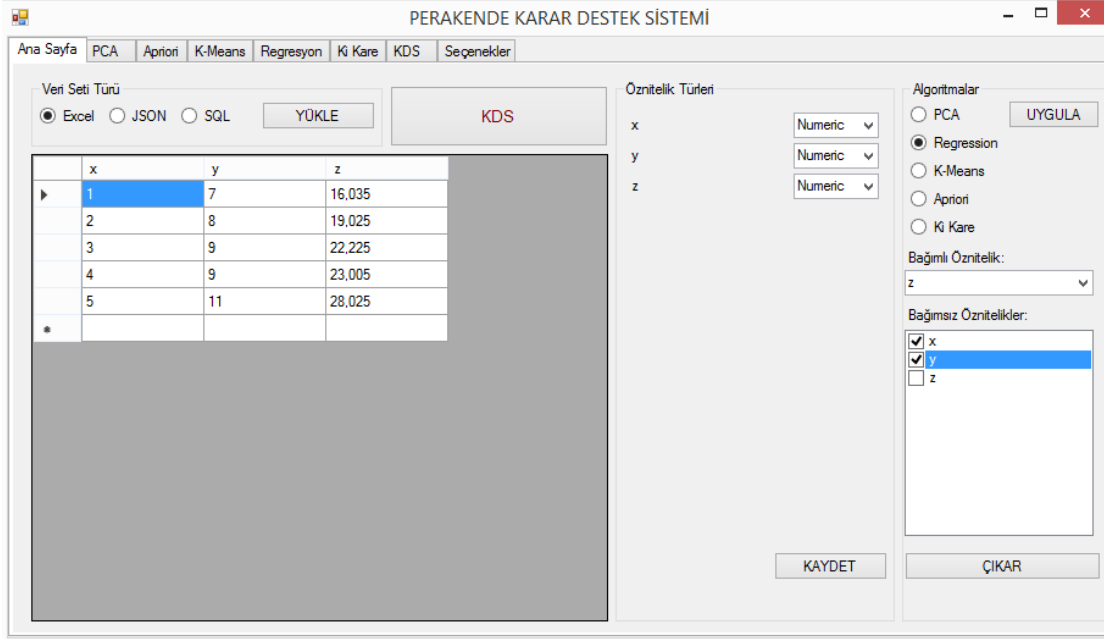 PERAKENDE KARAR DESTEK SİSTEMİ
Ana Sayfa PCA Apriori K-Means Regresyon Ki Kare KDS Seçenekler
Veri Seti Türü
Excel JSON SQL YÜKLE
KDS
x y z
1 7 16,035
2 8 19,025
3 9 22,225
4 9 23,005
5 11 28,025
Öznitelik Türleri
x Numeric
y Numeric
z Numeric
KAYDET
Algoritmalar
PCA UYGULA
Regression
K-Means
Apriori
Ki Kare
Bağımlı Öznitelik:
z
Bağımsız Öznitelikler:
x
y
z
ÇIKAR